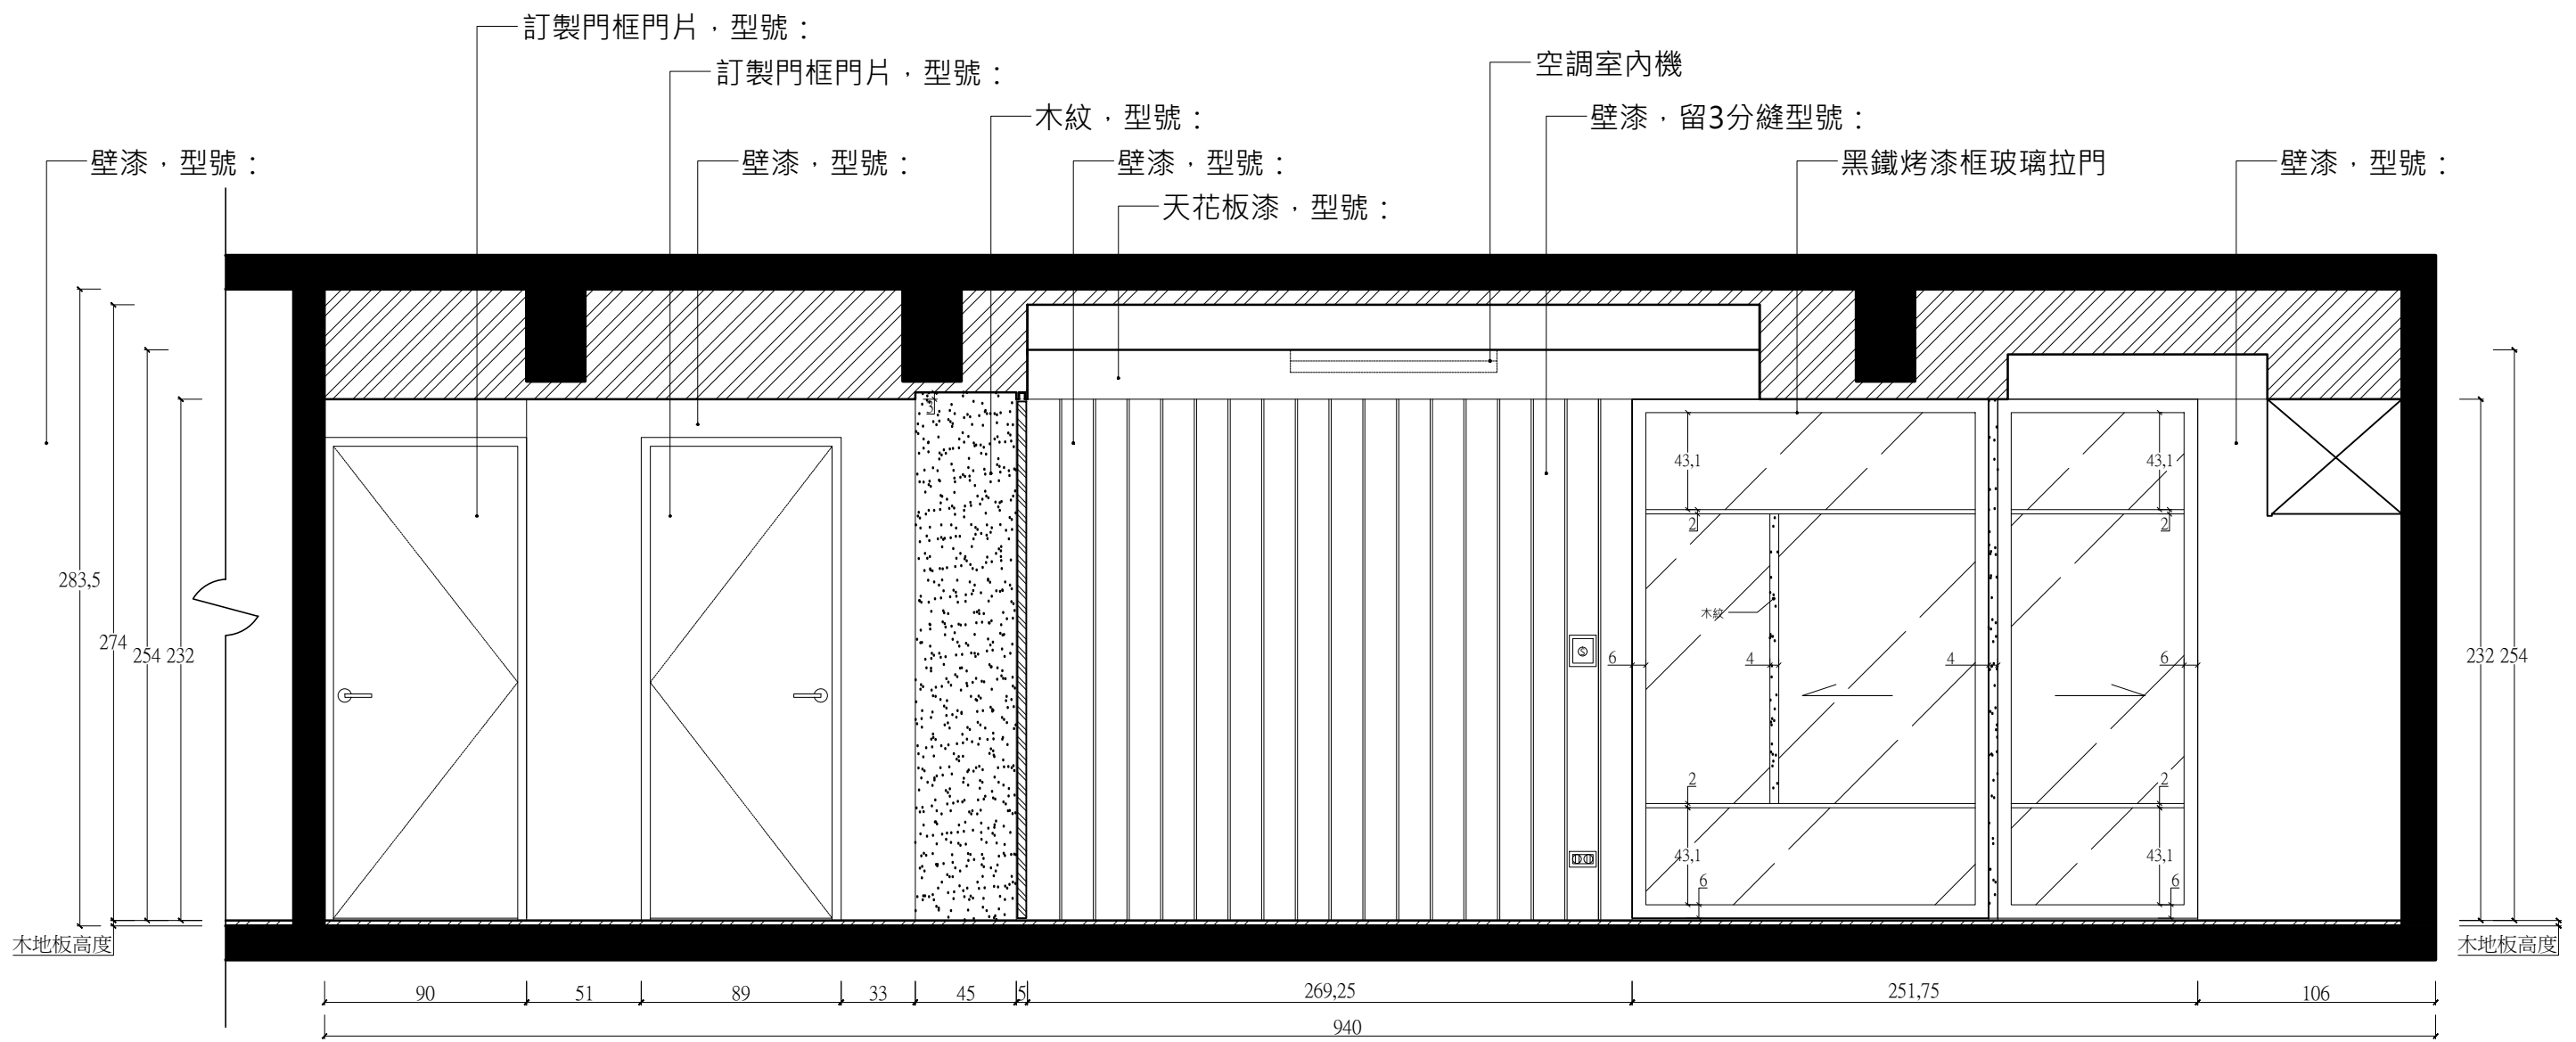 訂製門框門片，型號：
訂製門框門片，型號：
空調室內機
木紋，型號：
壁漆，留3分縫型號：
壁漆，型號：
壁漆，型號：
壁漆，型號：
黑鐵烤漆框玻璃拉門
壁漆，型號：
天花板漆，型號：
3
43,1
43,1
2
2
283,5
木紋
274
254
232
6
4
4
6
232
254
S
2
2
43,1
43,1
6
6
木地板高度
木地板高度
90
51
89
33
45
5
269,25
251,75
106
940